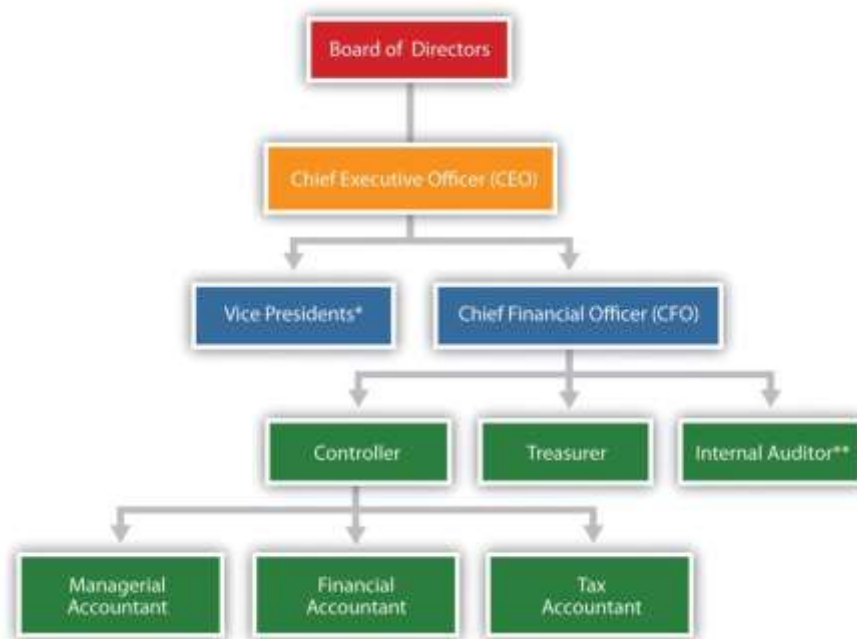 Board of Directors
Chief Executive Officer (CEO)
Vice Presidents*
Chief Financial Officer (CFO)
Controller
Treasurer
Internal Auditor**
Managerial
Accountant
Financial
Accountant
Tax
Accountant